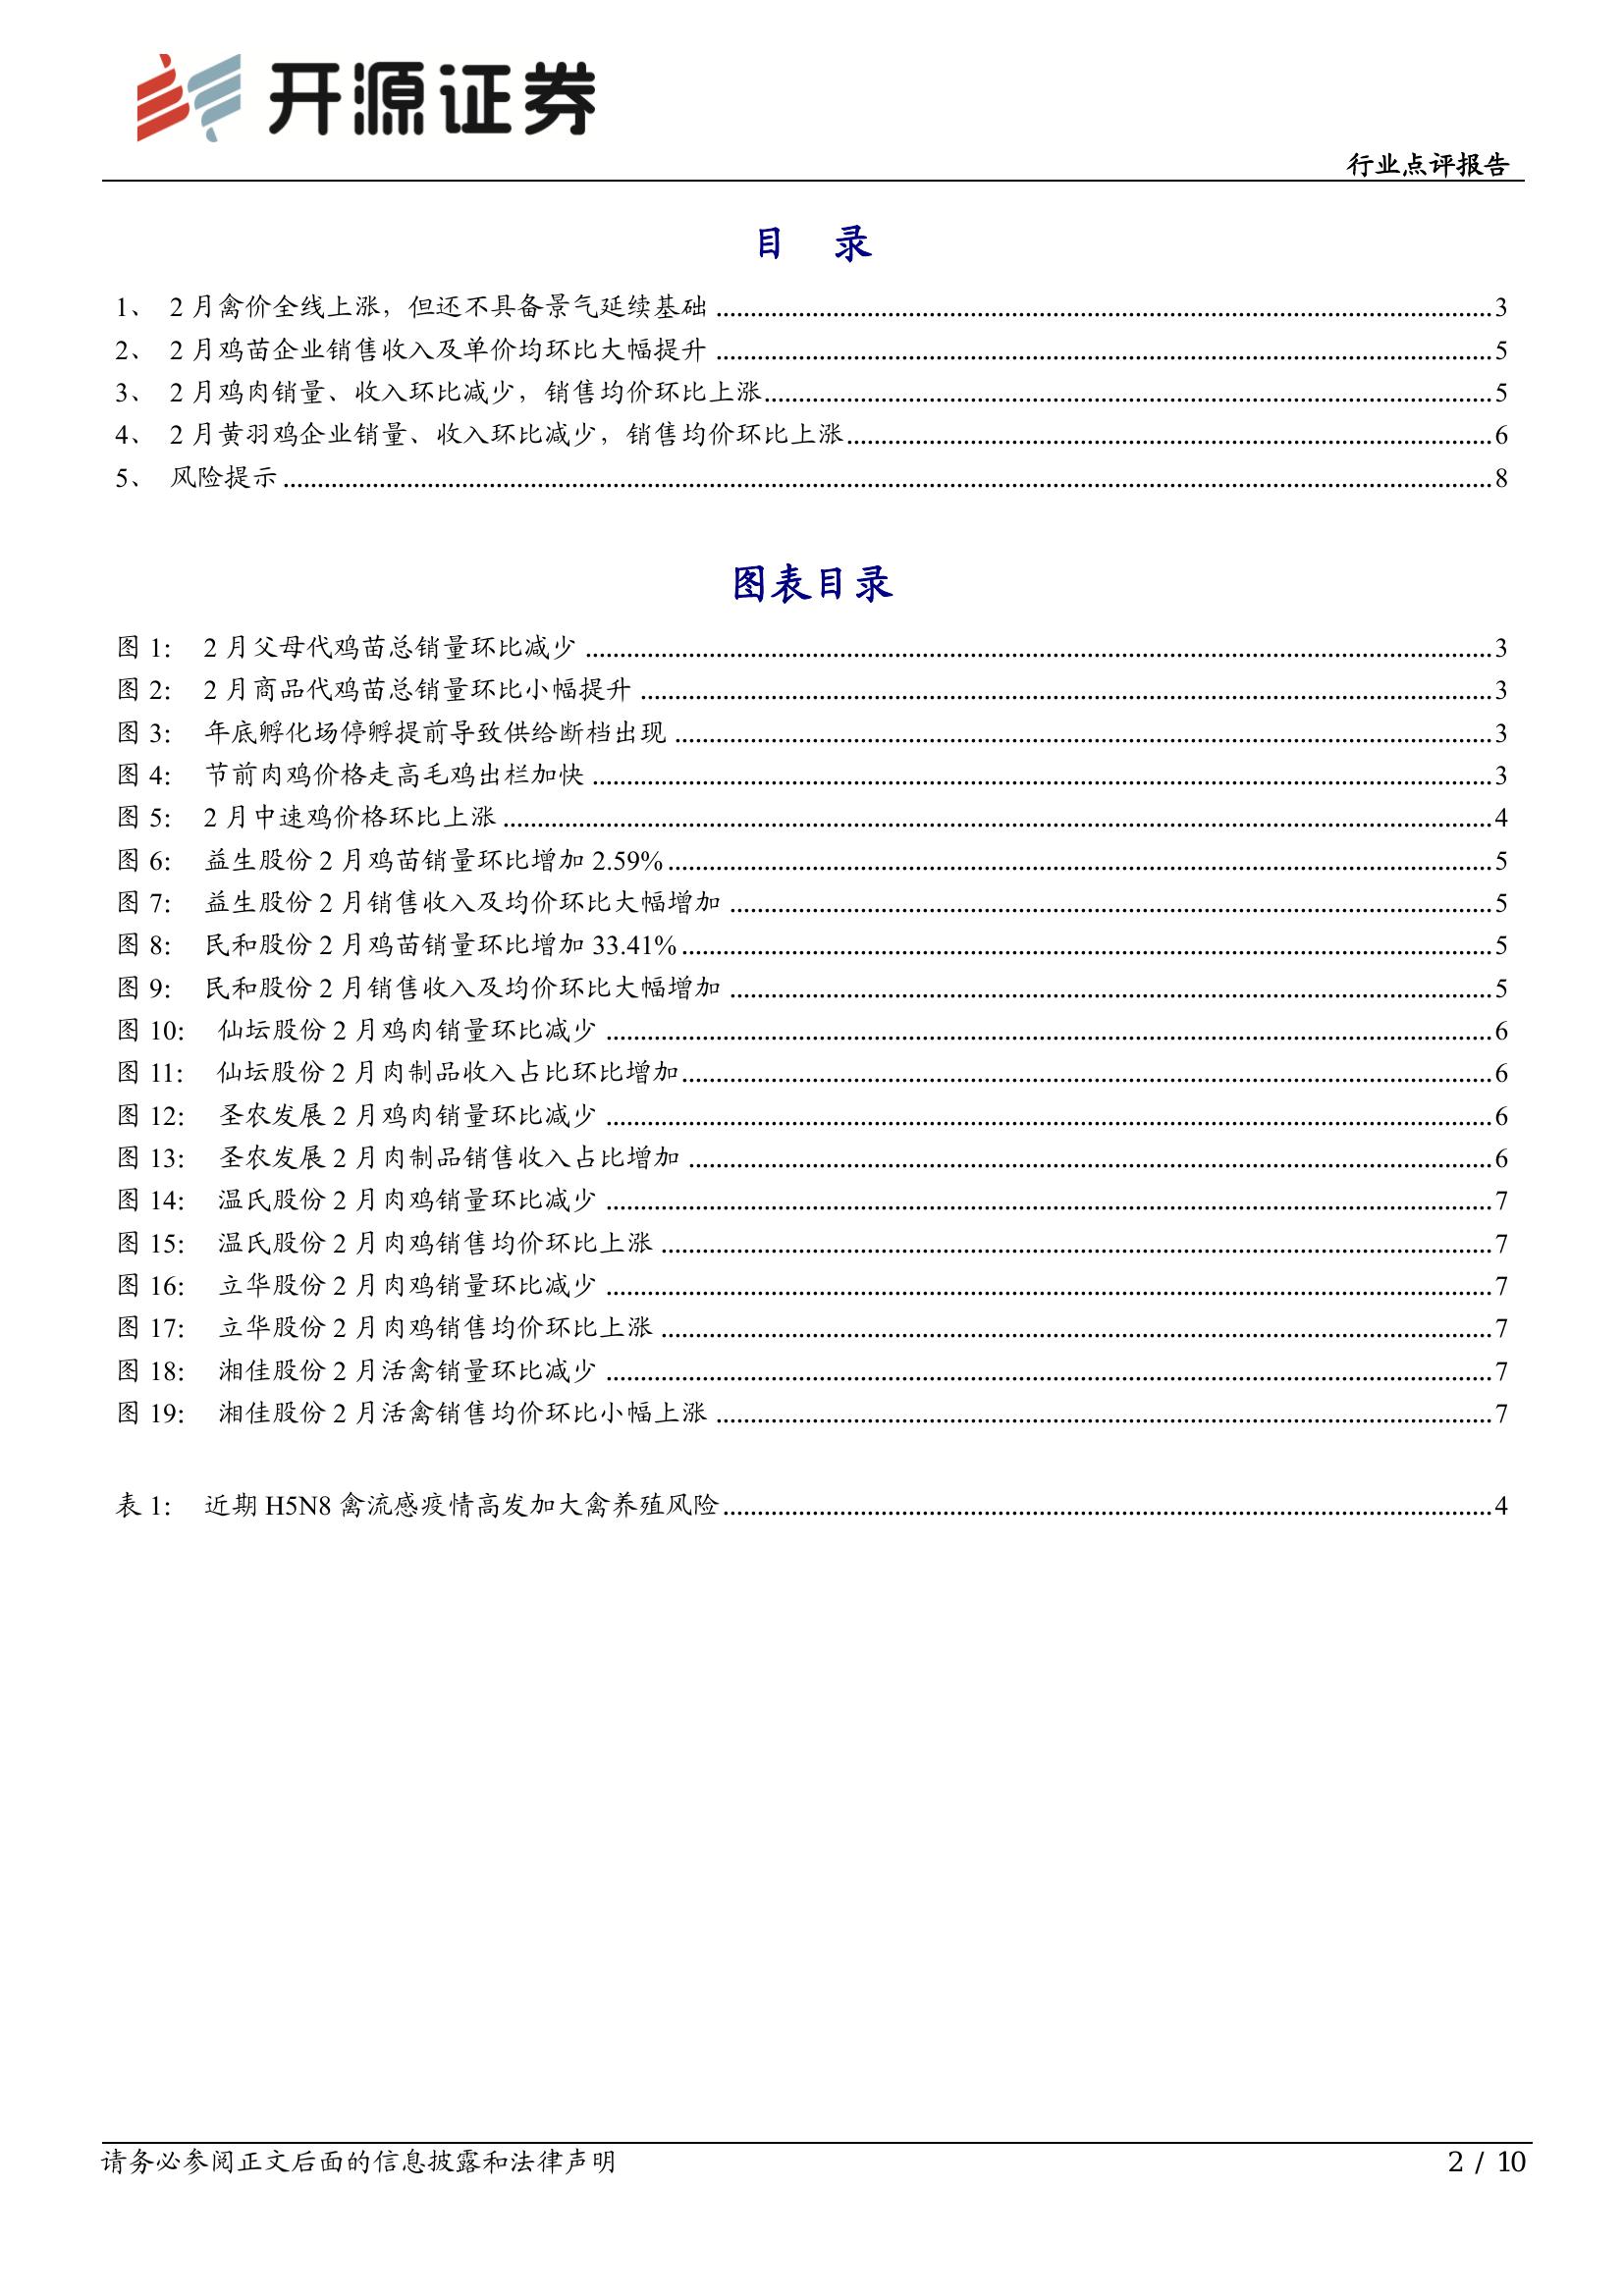 开源证券
行业点评报告
目 录
1、 2 月禽价全线上涨，但还不具备景气延续基础 3
2、 2 月鸡苗企业销售收入及单价均环比大幅提升 5
3、 2 月鸡肉销量、收入环比减少，销售均价环比上涨 5
4、 2 月黄羽鸡企业销量、收入环比减少，销售均价环比上涨 6
5、 风险提示 8
图表目录
图 1： 2 月父母代鸡苗总销量环比减少 3
图 2： 2 月商品代鸡苗总销量环比小幅提升 3
图 3： 年底孵化场停孵提前导致供给断档出现 3
图 4： 节前肉鸡价格走高毛鸡出栏加快 3
图 5： 2 月中速鸡价格环比上涨 4
图 6： 益生股份 2 月鸡苗销量环比增加 2.59% 5
图 7： 益生股份 2 月销售收入及均价环比大幅增加 5
图 8： 民和股份 2 月鸡苗销量环比增加 33.41% 5
图 9： 民和股份 2 月销售收入及均价环比大幅增加 5
图 10： 仙坛股份 2 月鸡肉销量环比减少 6
图 11： 仙坛股份 2 月肉制品收入占比环比增加 6
图 12： 圣农发展 2 月鸡肉销量环比减少 6
图 13： 圣农发展 2 月肉制品销售收入占比增加 6
图 14： 温氏股份 2 月肉鸡销量环比减少 7
图 15： 温氏股份 2 月肉鸡销售均价环比上涨 7
图 16： 立华股份 2 月肉鸡销量环比减少 7
图 17： 立华股份 2 月肉鸡销售均价环比上涨 7
图 18： 湘佳股份 2 月活禽销量环比减少 7
图 19： 湘佳股份 2 月活禽销售均价环比小幅上涨 7
表 1： 近期 H5N8 禽流感疫情高发加大禽养殖风险 4
请务必参阅正文后面的信息披露和法律声明
2 / 10